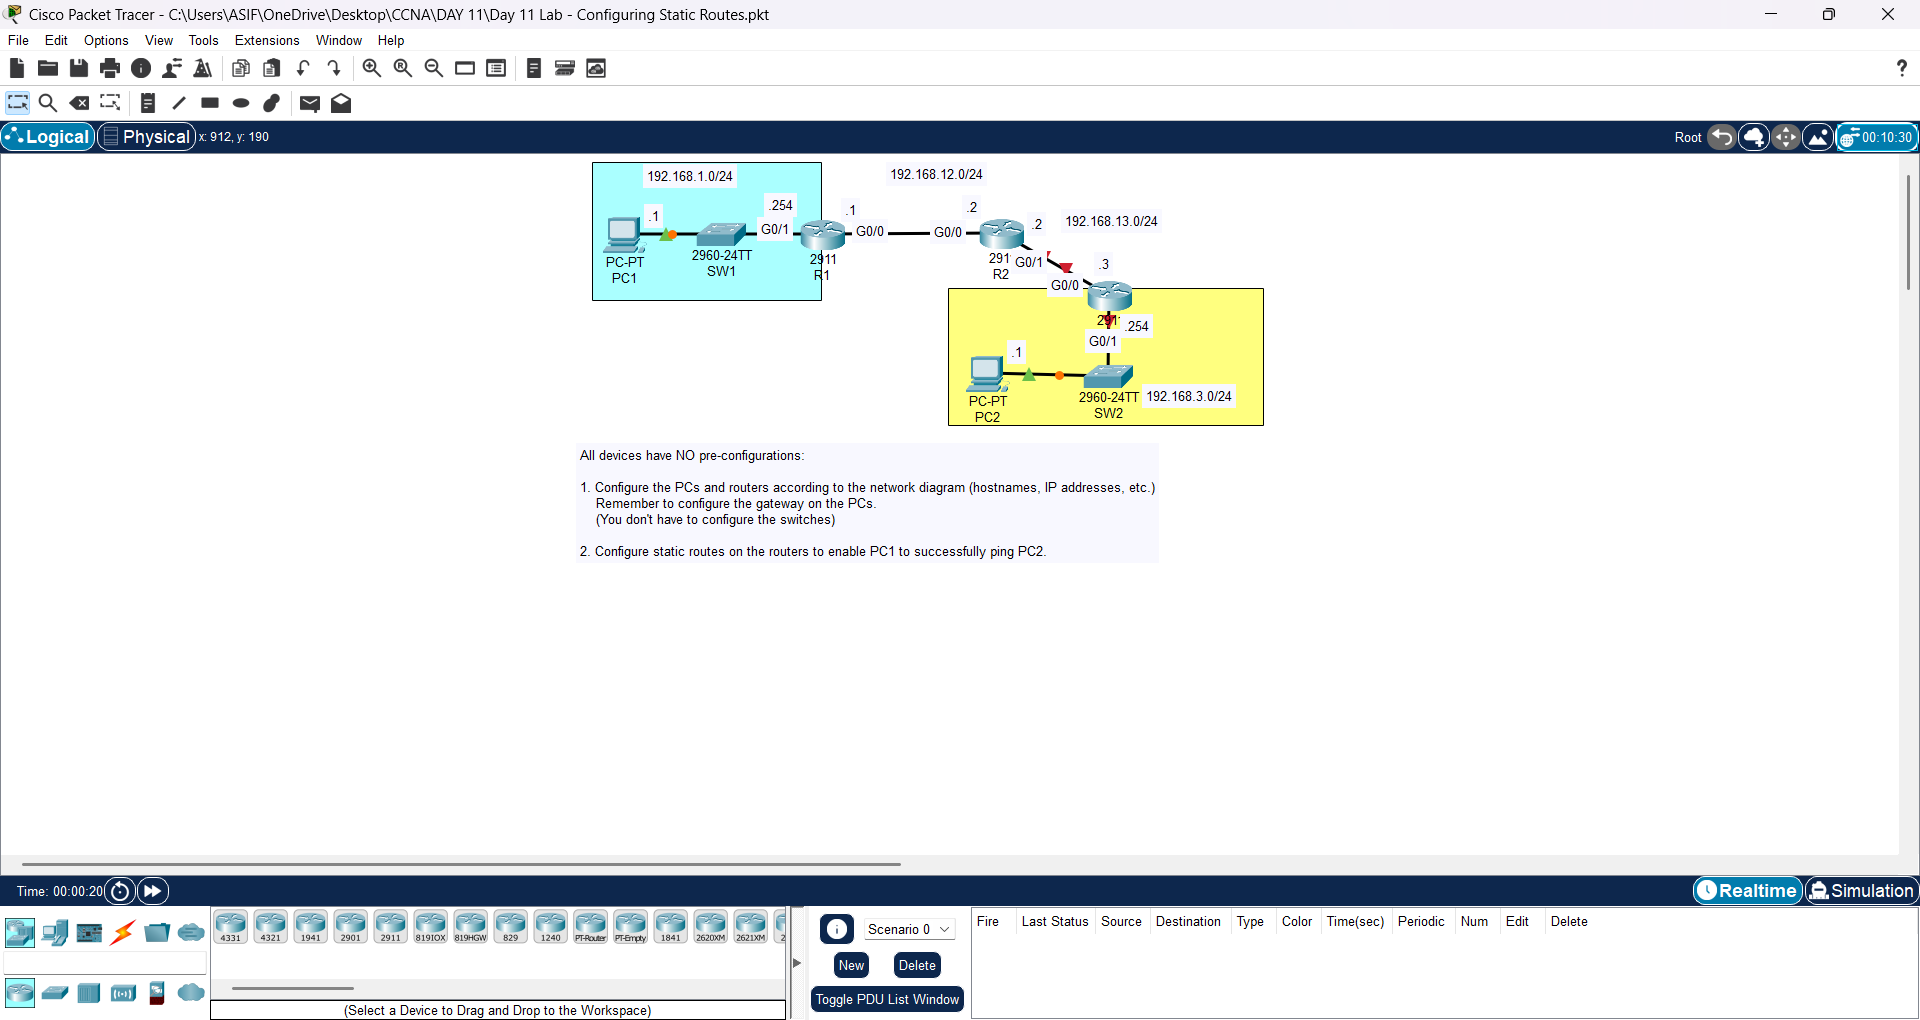 Cisco Packet Tracer - C:\Users\ASIF\OneDrive\Desktop\CCNA\DAY 11\Day 11 Lab - Configuring Static Routes.pkt
File Edit Options View Tools Extensions Window Help
?
Logical Physical x: 912, y: 190 Root 00:10:30
192.168.1.0/24 192.168.12.0/24
.254 .1 .2
.1 .2 192.168.13.0/24
G0/1 G0/0 G0/0
PC-PT 2960-24TT 2911 291 G0/1 .3
PC1 SW1 R1 R2
G0/0
291 .254
G0/1
.1
PC-PT 2960-24TT 192.168.3.0/24
PC2 SW2
All devices have NO pre-configurations:
1. Configure the PCs and routers according to the network diagram (hostnames, IP addresses, etc.)
Remember to configure the gateway on the PCs.
(You don't have to configure the switches)
2. Configure static routes on the routers to enable PC1 to successfully ping PC2.
Time: 00:00:20 Realtime Simulation
4331 4321 1941 2901 2911 819IOX 819HGW 829 1240 PT-Router PT-Empty 1841 2620XM 2621XM 2
(Select a Device to Drag and Drop to the Workspace)
Scenario 0
New Delete
Toggle PDU List Window
Fire Last Status Source Destination Type Color Time(sec) Periodic Num Edit Delete